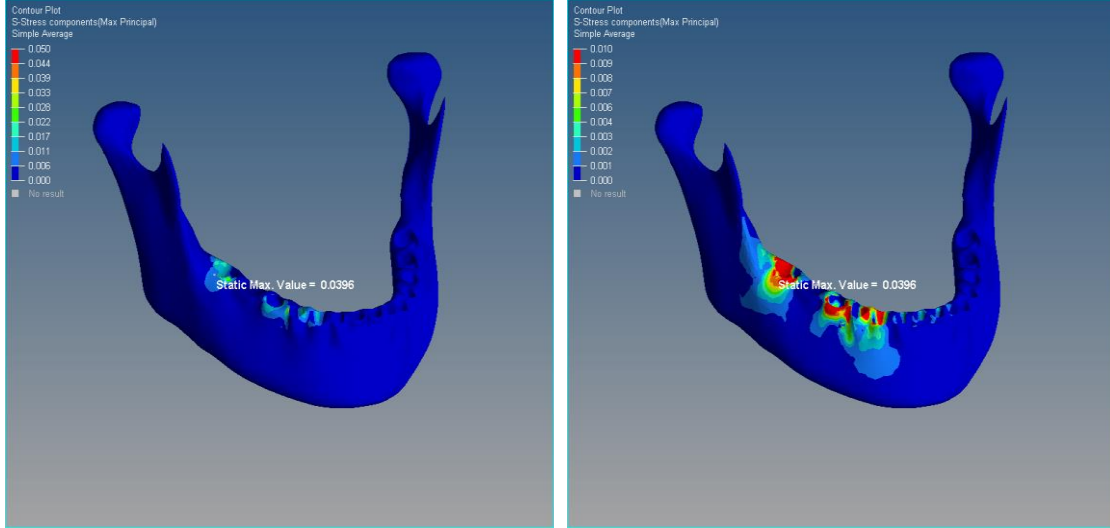 Contour Plot
S-Stress components(Max Principal)
Simple Average
0.050
0.044
0.039
0.033
0.028
0.022
0.017
0.011
0.006
0.000
No result
Static Max. Value = 0.0396
Contour Plot
S-Stress components(Max Principal)
Simple Average
0.010
0.009
0.008
0.007
0.006
0.004
0.003
0.002
0.001
0.000
No result
Static Max. Value = 0.0396